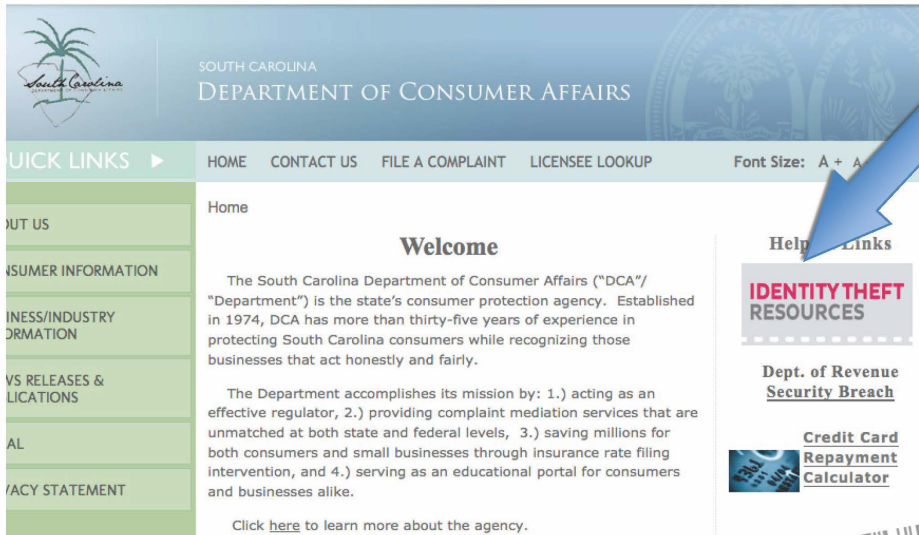 South Carolina
SOUTH CAROLINA
DEPARTMENT OF CONSUMER AFFAIRS
UICK LINKS
HOME CONTACT US FILE A COMPLAINT LICENSEE LOOKUP Font Size: A + A
OUT US
NSUMER INFORMATION
INESS/INDUSTRY
ORMATION
WS RELEASES &
LICATIONS
AL
VACY STATEMENT
Home
Welcome
The South Carolina Department of Consumer Affairs ("DCA"/
"Department") is the state's consumer protection agency. Established
in 1974, DCA has more than thirty-five years of experience in
protecting South Carolina consumers while recognizing those
businesses that act honestly and fairly.
The Department accomplishes its mission by: 1.) acting as an
effective regulator, 2.) providing complaint mediation services that are
unmatched at both state and federal levels, 3.) saving millions for
both consumers and small businesses through insurance rate filing
intervention, and 4.) serving as an educational portal for consumers
and businesses alike.
Click here to learn more about the agency.
Help Links
IDENTITY THEFT
RESOURCES
Dept. of Revenue
Security Breach
Credit Card
Repayment
Calculator